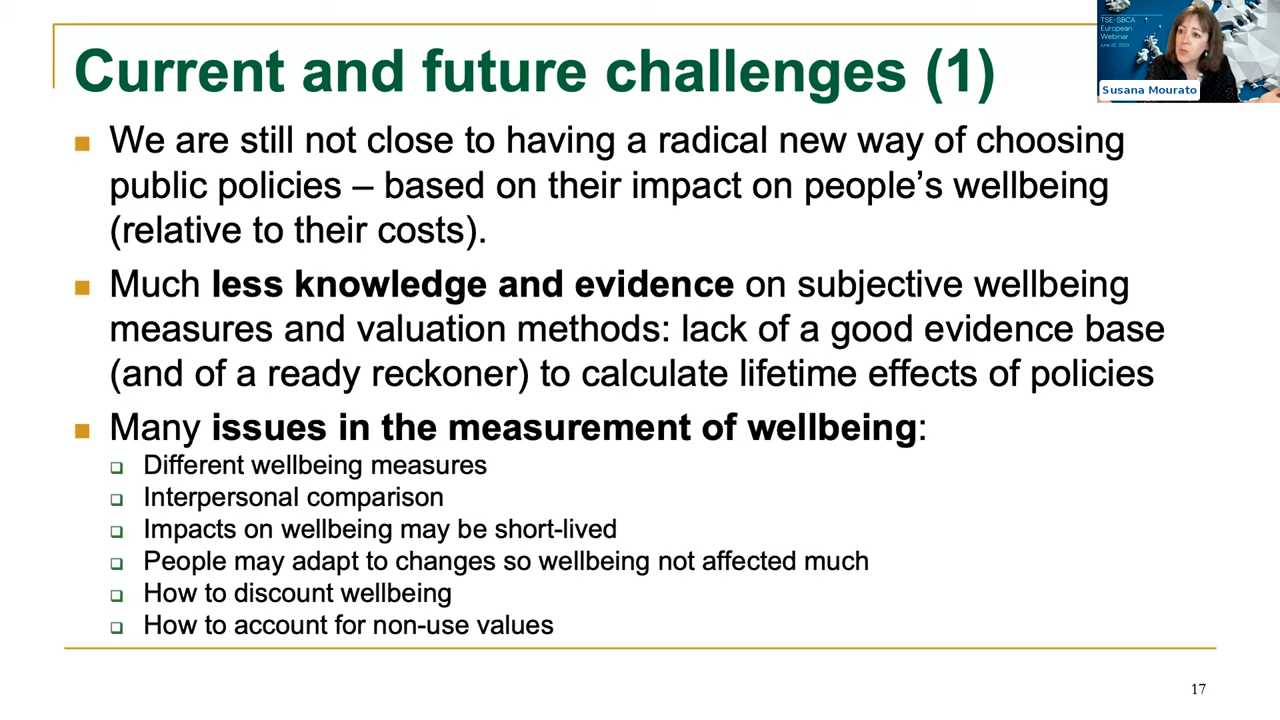 Current and future challenges (1)
TSE-SBCA
European
Webinar
June 22, 2023
Susana Mourato
We are still not close to having a radical new way of choosing
public policies – based on their impact on people’s wellbeing
(relative to their costs).
Much less knowledge and evidence on subjective wellbeing
measures and valuation methods: lack of a good evidence base
(and of a ready reckoner) to calculate lifetime effects of policies
Many issues in the measurement of wellbeing:
Different wellbeing measures
Interpersonal comparison
Impacts on wellbeing may be short-lived
People may adapt to changes so wellbeing not affected much
How to discount wellbeing
How to account for non-use values
17